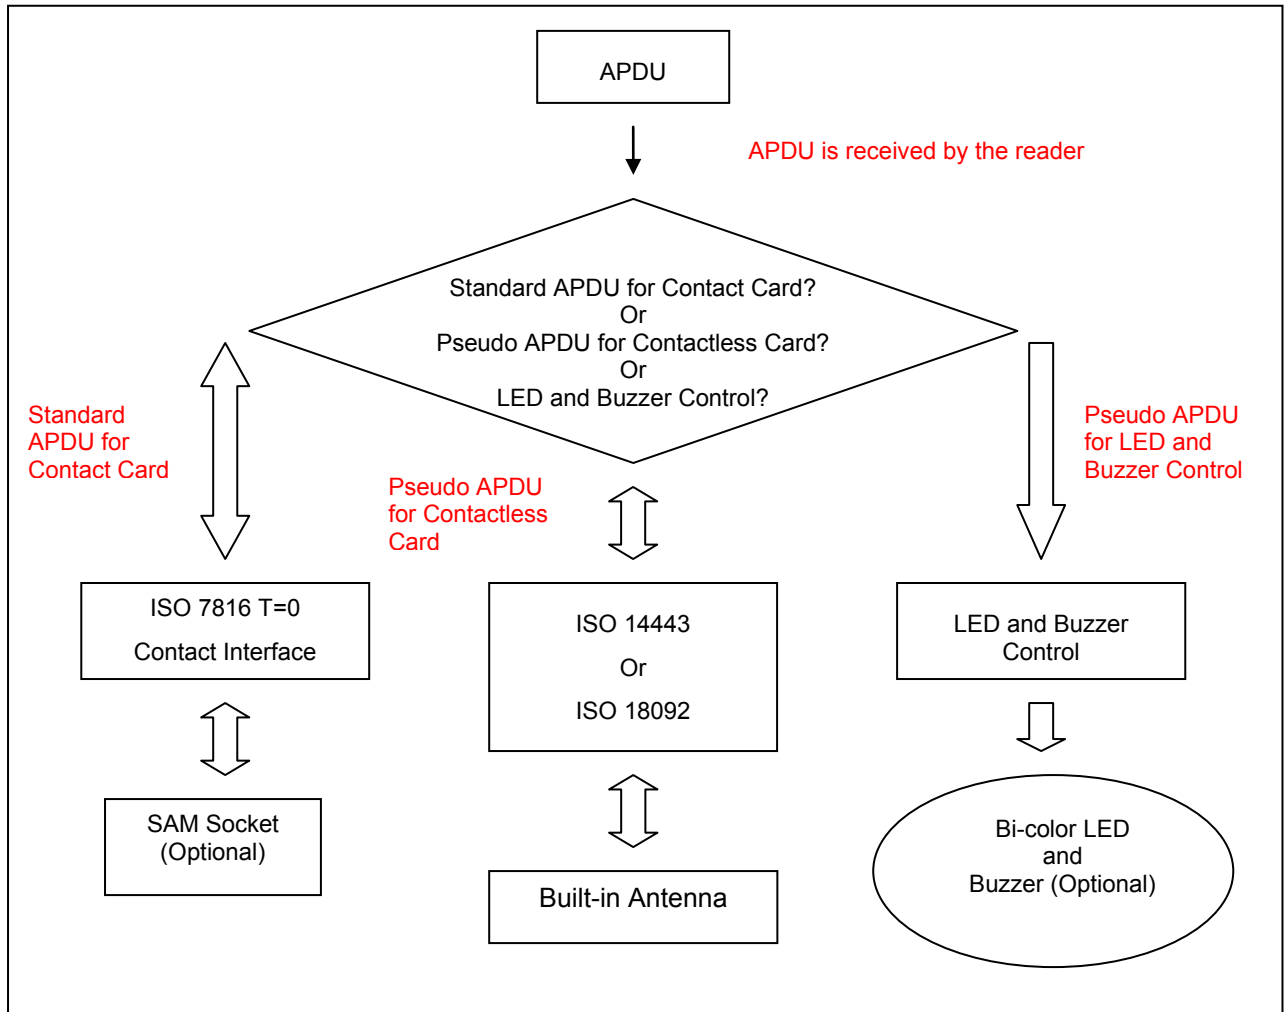 APDU
APDU is received by the reader
Standard APDU for Contact Card?
Or
Pseudo APDU for Contactless Card?
Or
LED and Buzzer Control?
Standard
APDU for
Contact Card
Pseudo APDU
for Contactless
Card
Pseudo APDU
for LED and
Buzzer Control
ISO 7816 T=0
Contact Interface
ISO 14443
Or
ISO 18092
LED and Buzzer
Control
SAM Socket
(Optional)
Built-in Antenna
Bi-color LED
and
Buzzer (Optional)